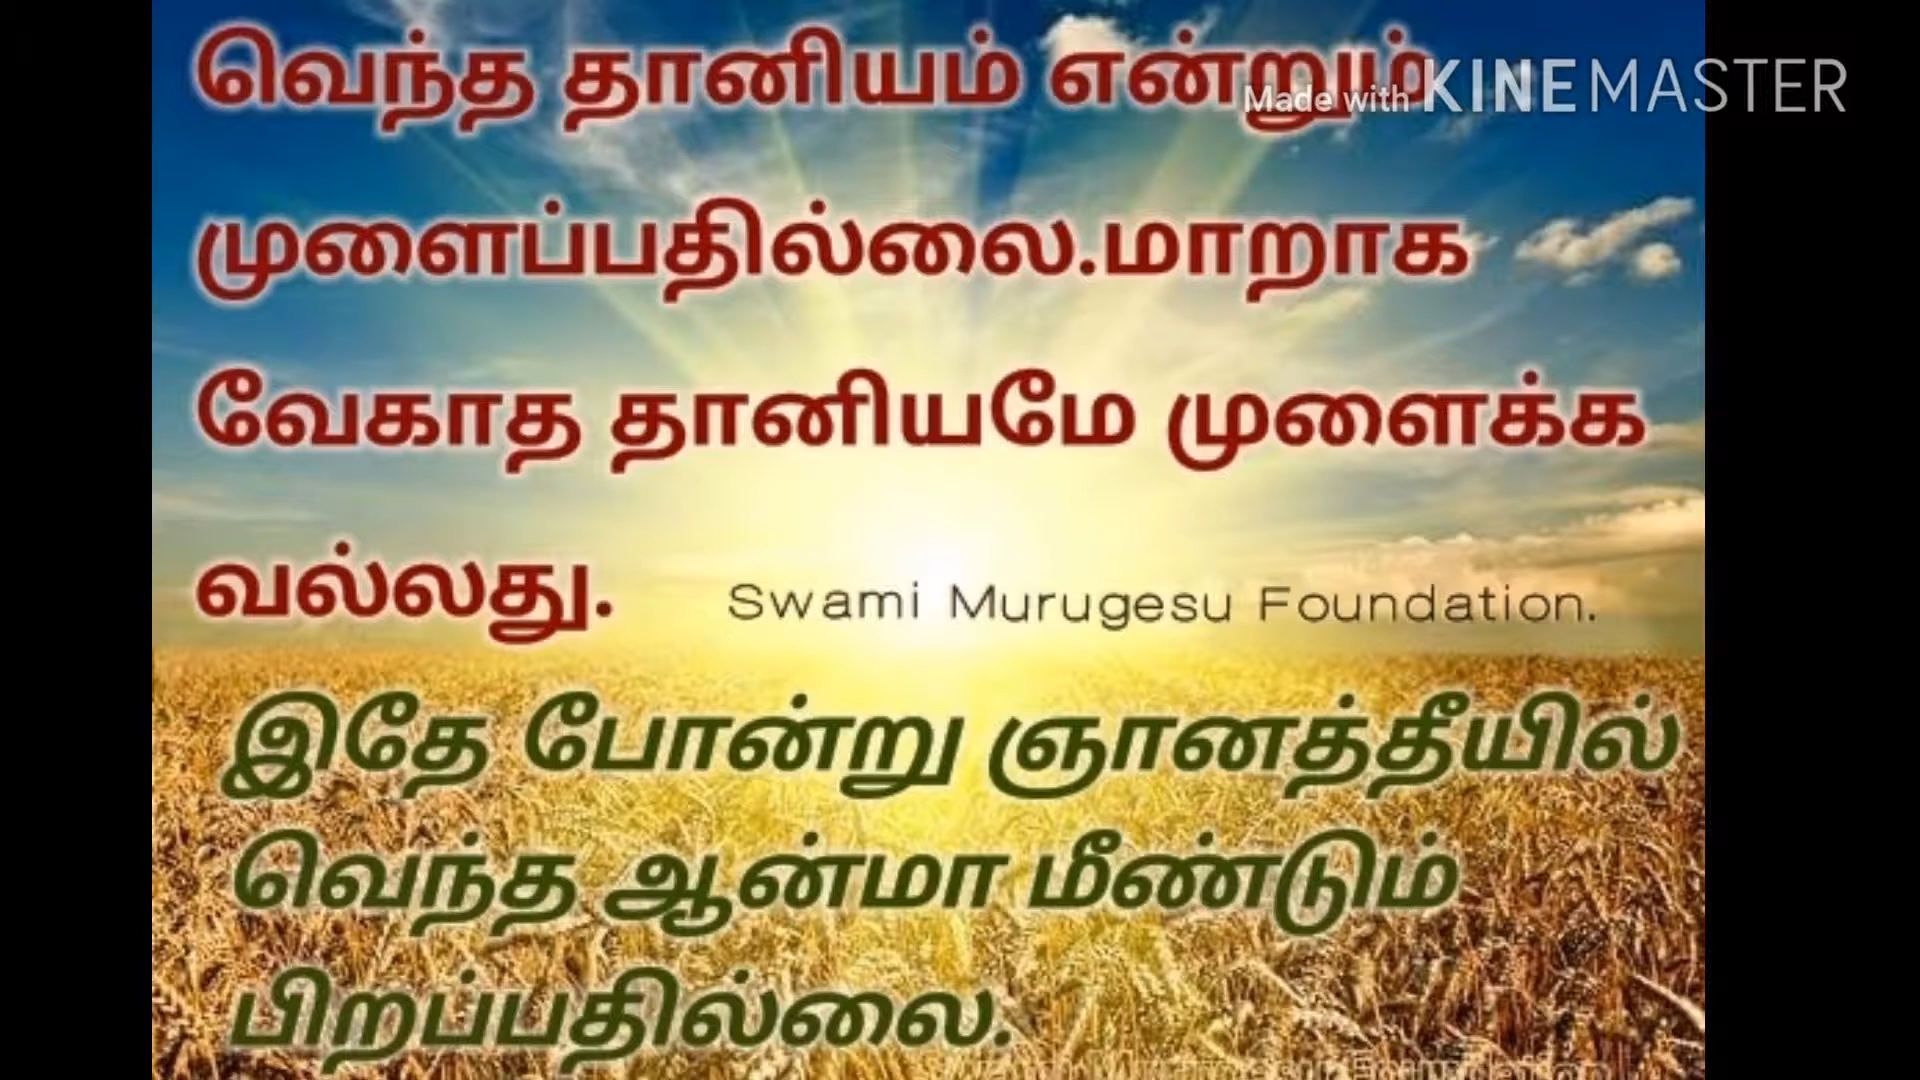 வெந்த தானியம் என்றும்
Made with KINEMASTER
முளைப்பதில்லை.மாறாக
வேகாத தானியமே முளைக்க
வல்லது.
Swami Murugesu Foundation.
இதே போன்று ஞானத்தீயில்
வெந்த ஆன்மா மீண்டும்
பிறப்பதில்லை.